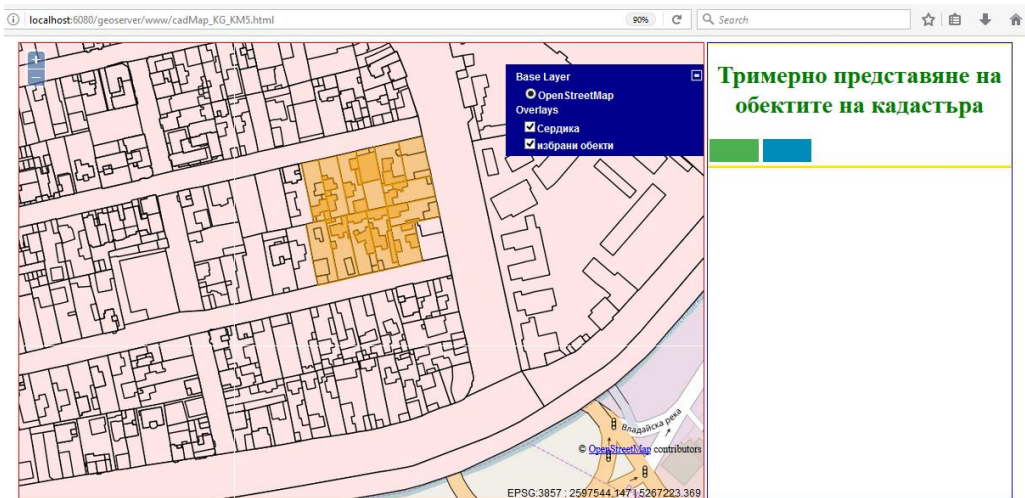 localhost:6080/geoserver/www/cadMap_KG_KM5.html
90%
Search
+
−
Base Layer
OpenStreetMap
Overlays
Сердика
избрани обекти
Тримерно представяне на
обектите на кадастъра
Владайска река
© OpenStreetMap contributors
EPSG:3857 : 2597544.147 | 5267223.369